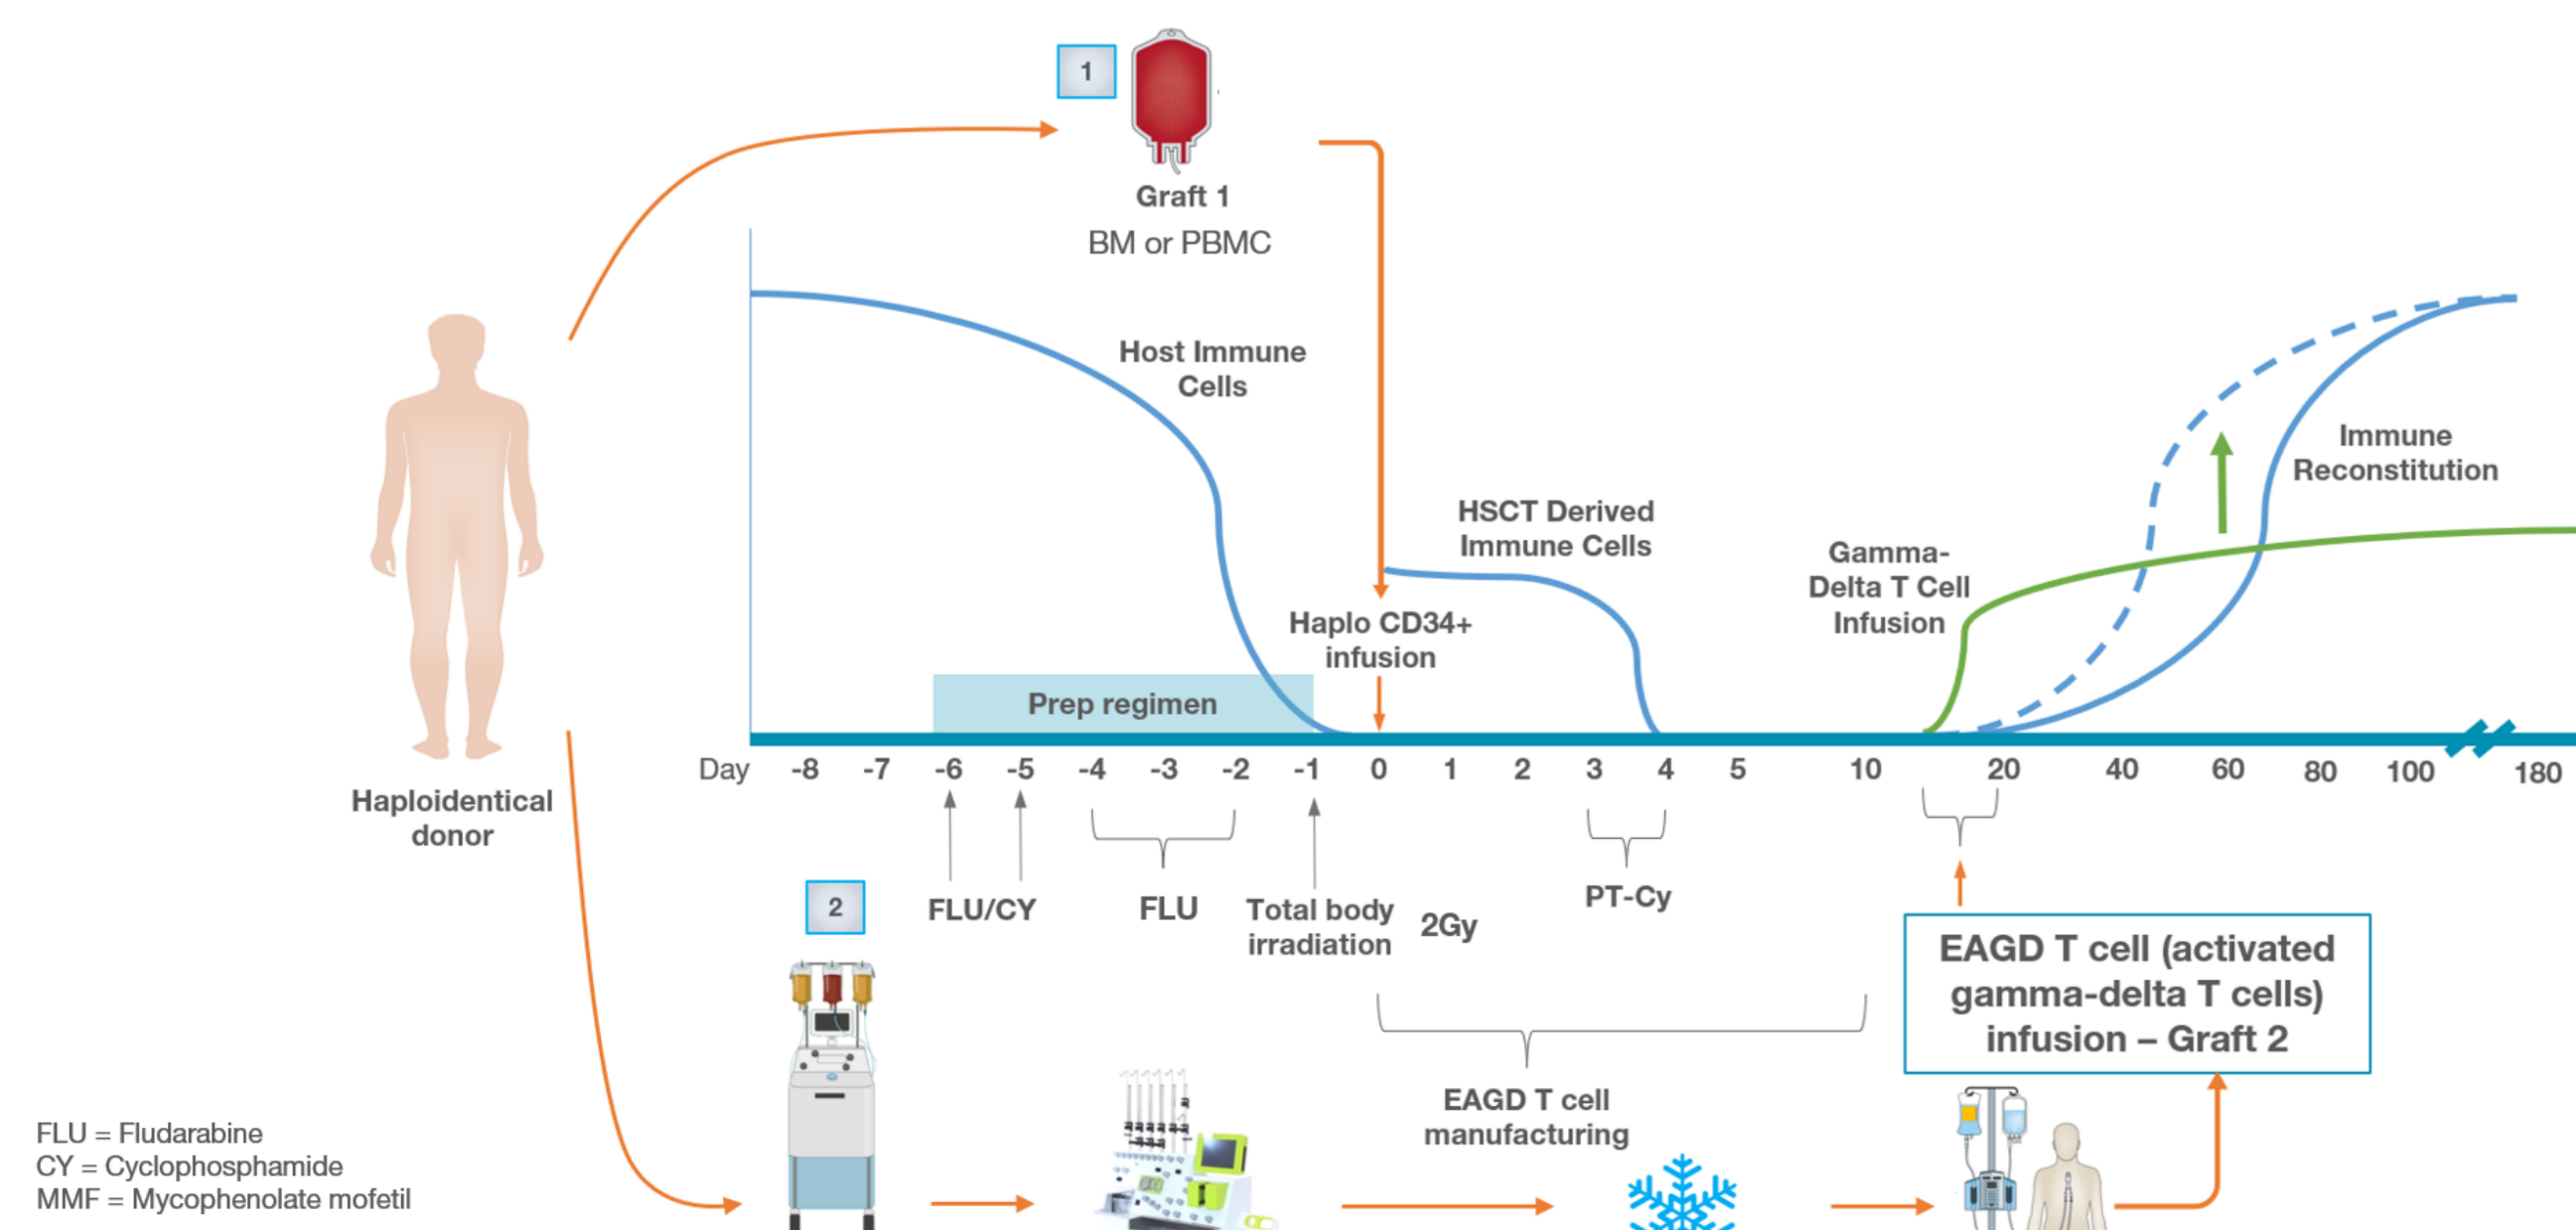 1
Graft 1
BM or PBMC
Host Immune
Cells
HSCT Derived
Immune Cells
Haplo CD34+
infusion
Prep regimen
Gamma-
Delta T Cell
Infusion
Immune
Reconstitution
Haploidentical
donor
Day -8 -7 -6 -5 -4 -3 -2 -1 0 1 2 3 4 5 10 20 40 60 80 100 180
2
FLU/CY
FLU
Total body
irradiation
2Gy
PT-Cy
EAGD T cell (activated
gamma-delta T cells)
infusion – Graft 2
EAGD T cell
manufacturing
FLU = Fludarabine
CY = Cyclophosphamide
MMF = Mycophenolate mofetil